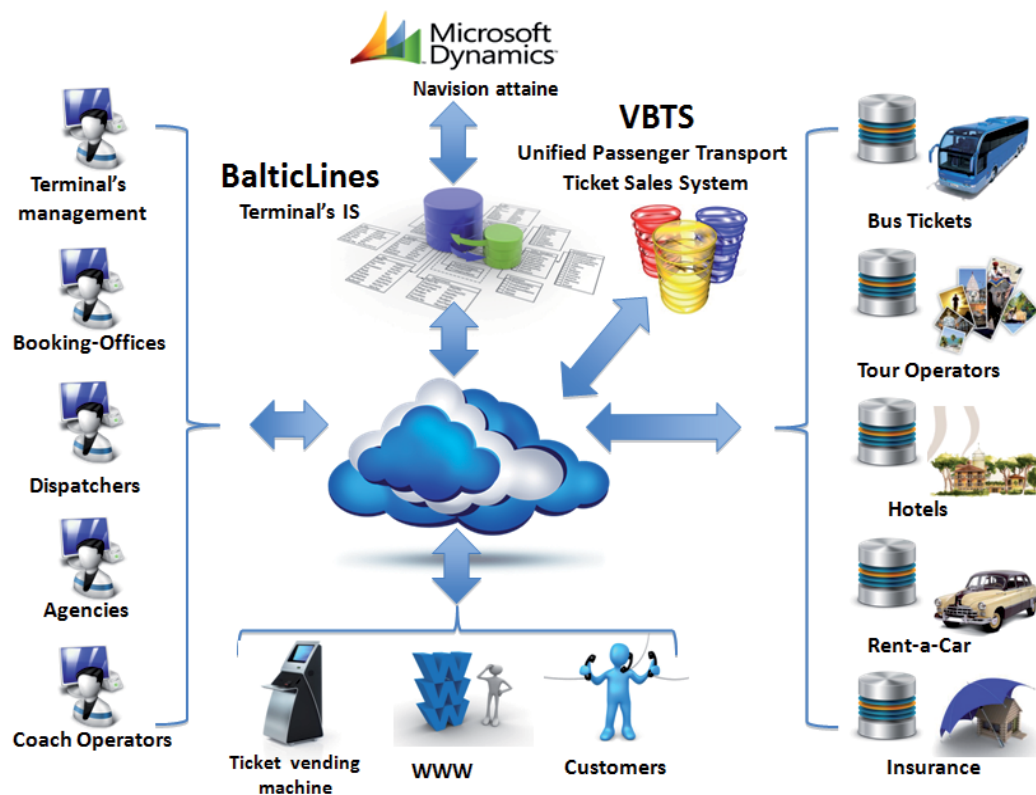 Microsoft
Dynamics
Navision attaine
VBTS
Unified Passenger Transport
Ticket Sales System
BalticLines
Terminal's IS
Terminal's
management
Booking-Offices
Dispatchers
Agencies
Coach Operators
Bus Tickets
Tour Operators
Hotels
Rent-a-Car
Insurance
Ticket vending
machine
W W W
WWW
Customers